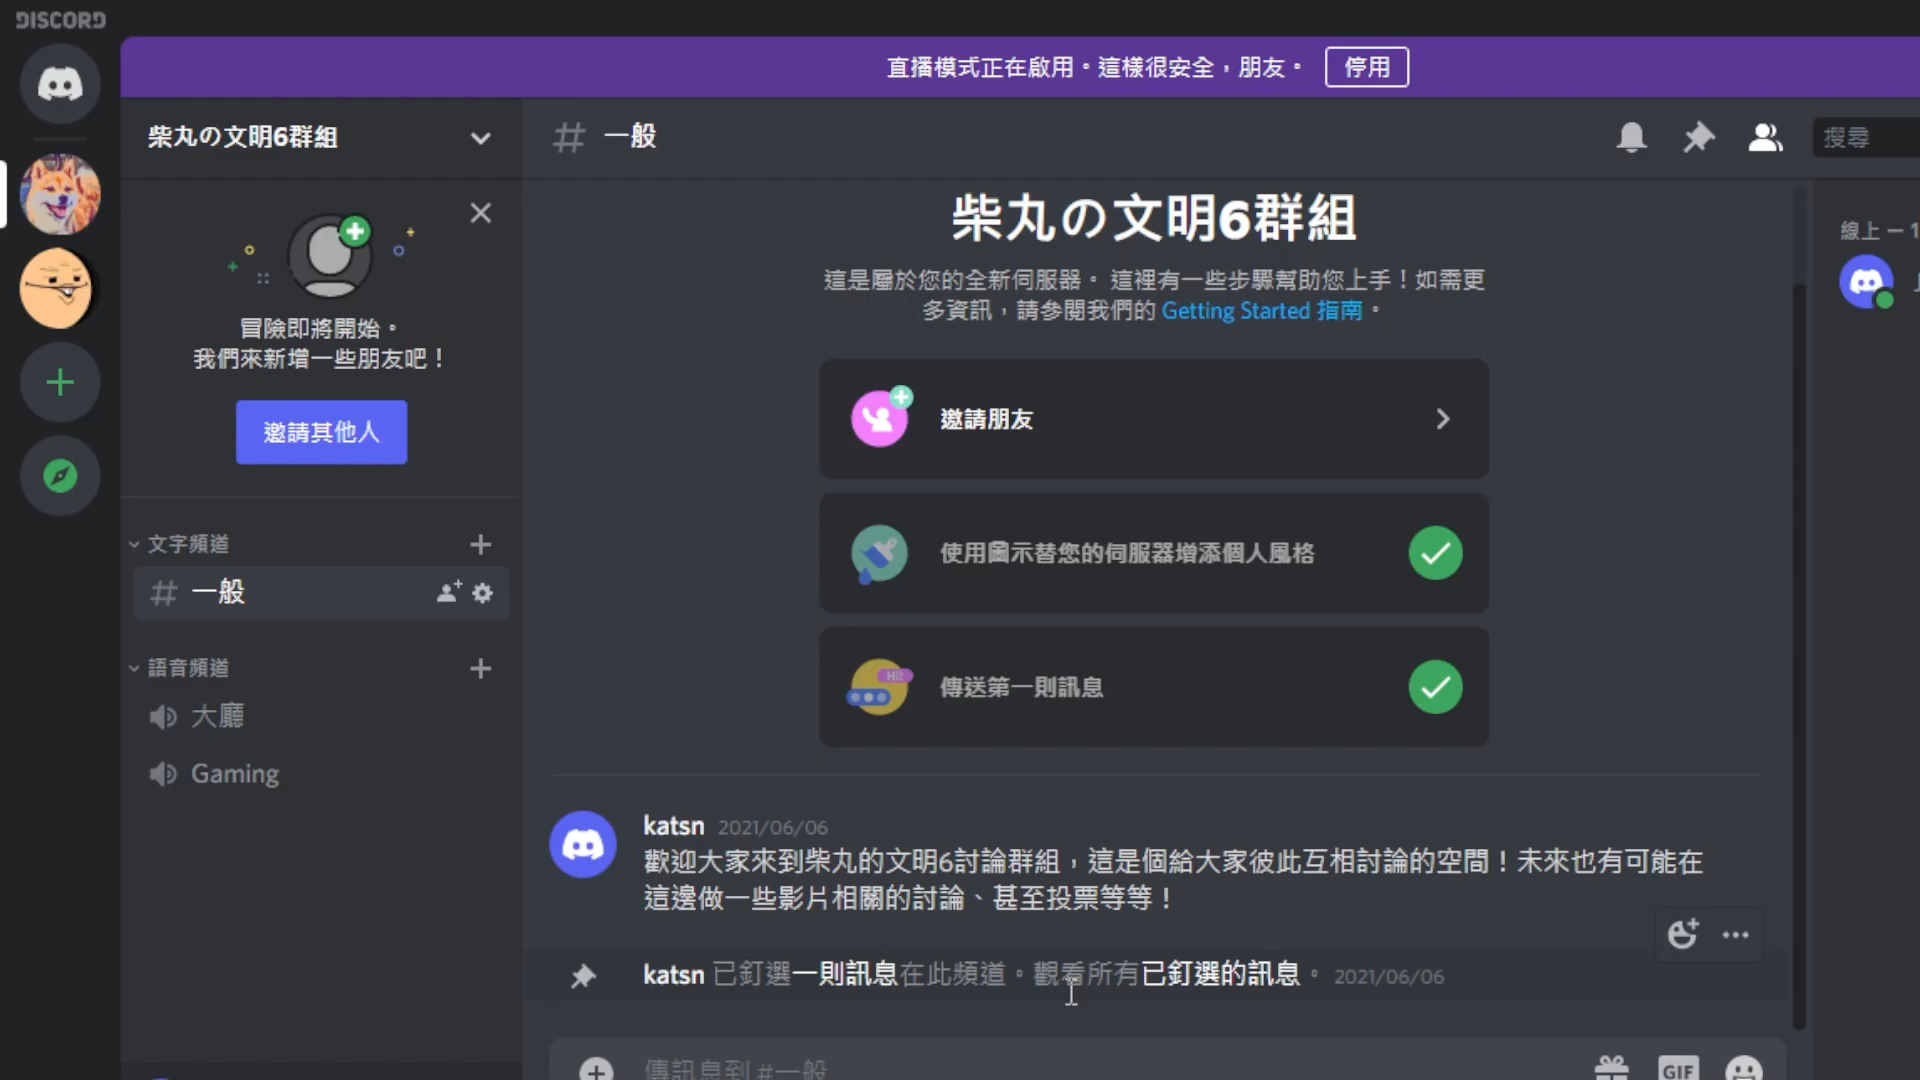 DISCORD
直播模式正在啟用。這樣很安全，朋友。
停用
柴丸の文明6群組
一般
搜尋
柴丸の文明6群組
這是屬於您的全新伺服器。 這裡有一些步驟幫助您上手！如需更
多資訊，請參閱我們的 Getting Started 指南。
線上 — 1
冒險即將開始。
我們來新增一些朋友吧！
邀請其他人
邀請朋友
使用圖示替您的伺服器增添個人風格
Hi!
傳送第一則訊息
文字頻道
一般
語音頻道
大廳
Gaming
katsn 2021/06/06
歡迎大家來到柴丸的文明6討論群組，這是個給大家彼此互相討論的空間！未來也有可能在
這邊做一些影片相關的討論、甚至投票等等！
katsn 已釘選一則訊息在此頻道。觀看所有已釘選的訊息。 2021/06/06
傳訊息到 #一般
GIF